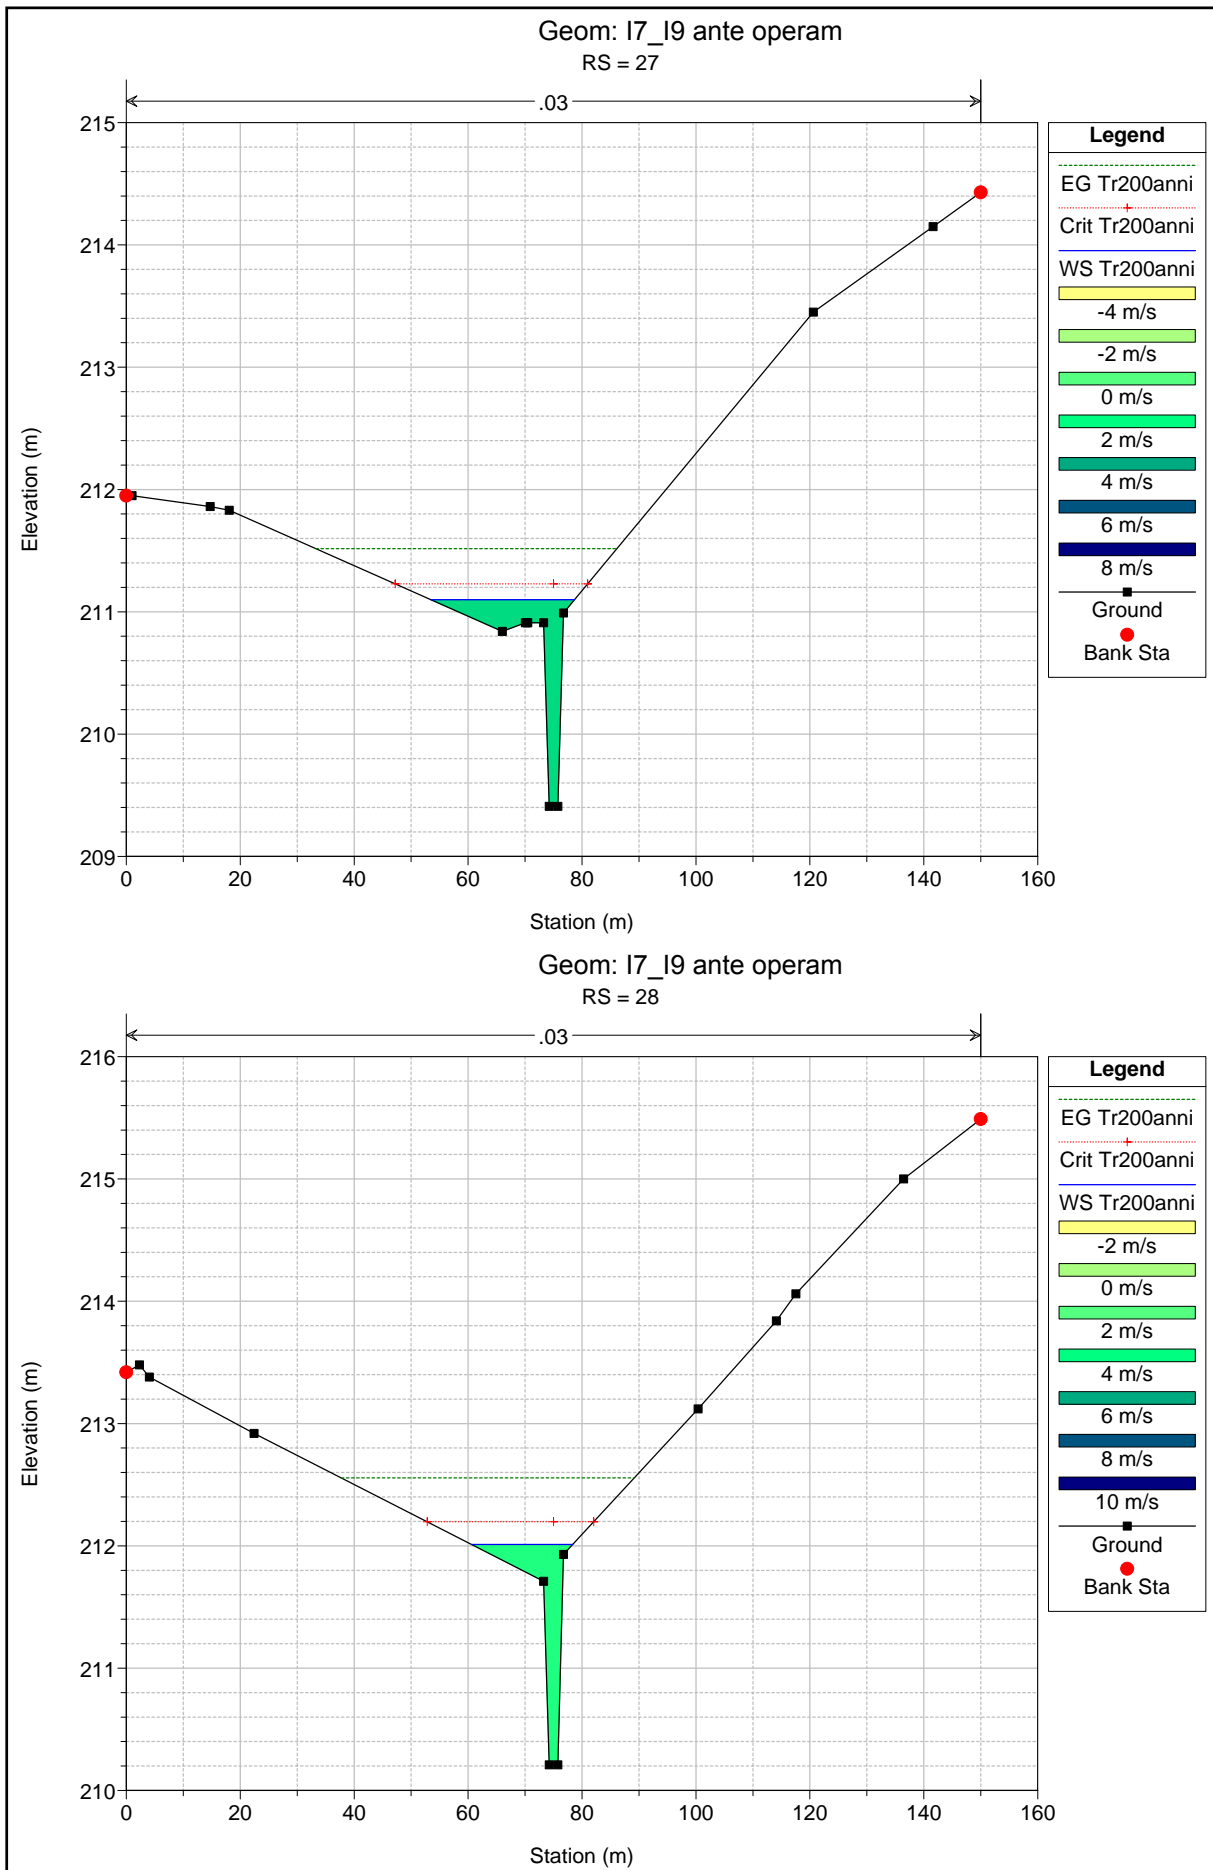 Geom: I7_I9 ante operam
RS = 27
.03
215
214
213
212
211
210
209
0 20 40 60 80 100 120 140 160
Elevation (m)
Station (m)
Legend
EG Tr200anni
Crit Tr200anni
WS Tr200anni
-4 m/s
-2 m/s
0 m/s
2 m/s
4 m/s
6 m/s
8 m/s
Ground
Bank Sta
Geom: I7_I9 ante operam
RS = 28
.03
216
215
214
213
212
211
210
0 20 40 60 80 100 120 140 160
Elevation (m)
Station (m)
Legend
EG Tr200anni
Crit Tr200anni
WS Tr200anni
-2 m/s
0 m/s
2 m/s
4 m/s
6 m/s
8 m/s
10 m/s
Ground
Bank Sta